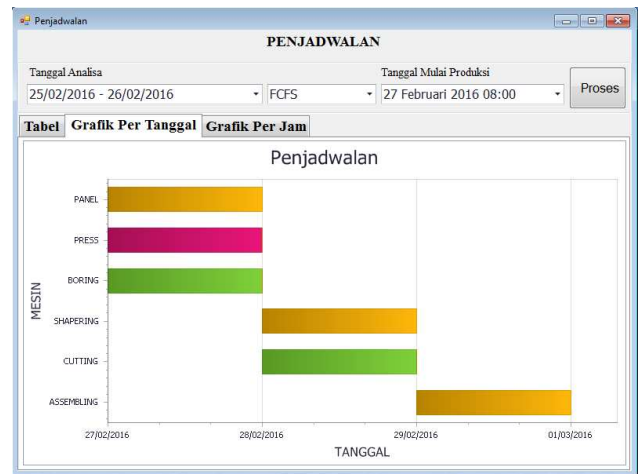 Penjadwalan
PENJADWALAN
Tanggal Analisa
Tanggal Mulai Produksi
25/02/2016 - 26/02/2016
FCFS
27 Februari 2016 08:00
Proses
Tabel
Grafik Per Tanggal
Grafik Per Jam
Penjadwalan
MESIN
PANEL
PRESS
BORING
SHAPERING
CUTTING
ASSEMBLING
27/02/2016
28/02/2016
29/02/2016
01/03/2016
TANGGAL